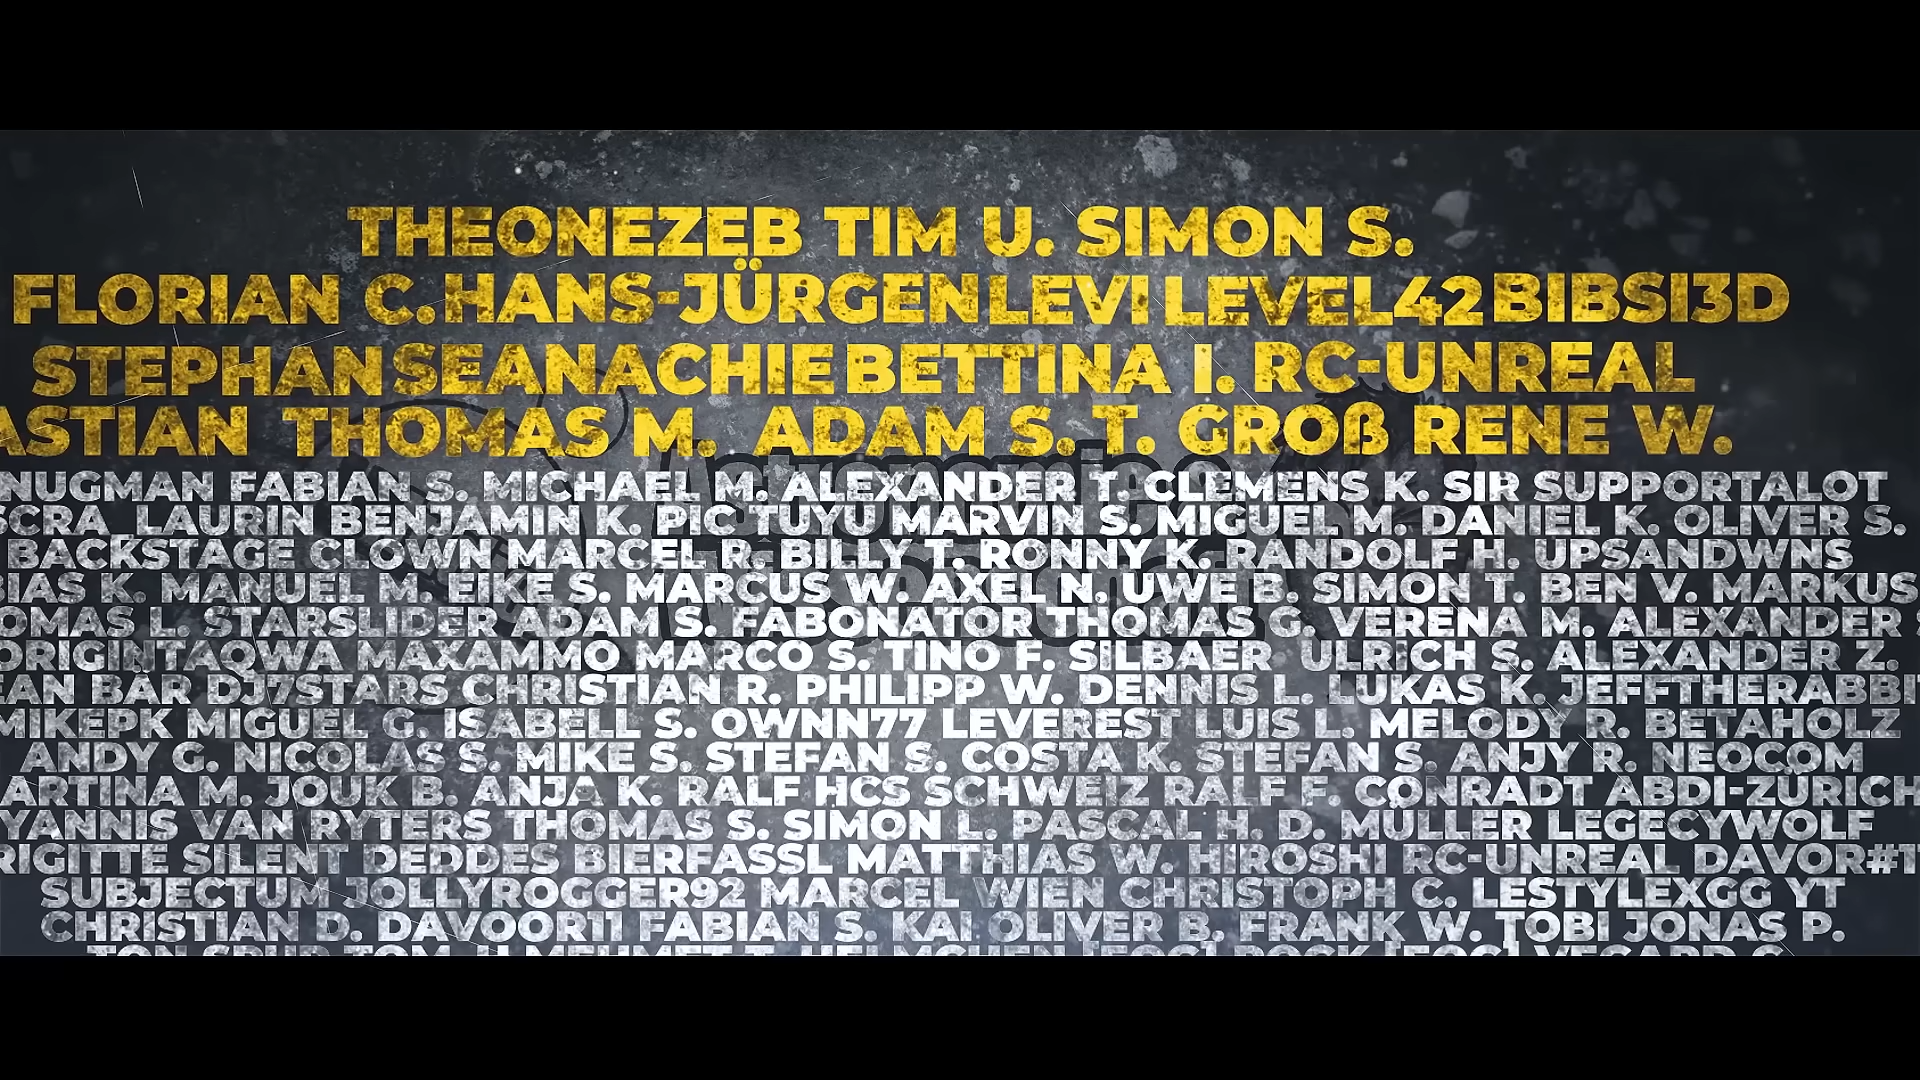 THEONEZEB TIM U. SIMON S.
FLORIAN C. HANS-JÜRGEN LEVI LEVEL42 BIBSI3D
STEPHAN SEANACHIE BETTINA I. RC-UNREAL
ASTIAN THOMAS M. ADAM S. T. GROß RENE W.
NUGMAN FABIAN S. MICHAEL M. ALEXANDER T. CLEMENS K. SIR SUPPORTALOT
SCRA_LAURIN BENJAMIN K. PIC TUYU MARVIN S. MIGUEL M. DANIEL K. OLIVER S.
BACKSTAGE CLOWN MARCEL R. BILLY T. RONNY K. RANDOLF H. UPSANDWNS
IAS K. MANUEL M. EIKE S. MARCUS W. AXEL N. UWE B. SIMON T. BEN V. MARKUS
OMAS L. STARSLIDER ADAM S. FABONATOR THOMAS G. VERENA M. ALEXANDER
ORIGINTAQWA MAXAMMO MARCO S. TINO F. SILBAER ULRICH S. ALEXANDER Z.
EAN BÄR DJ7STARS CHRISTIAN R. PHILIPP W. DENNIS L. LUKAS K. JEFFTHERABBI
MIKEPK MIGUEL G. ISABELL S. OWNN77 LEVEREST LUIS L. MELODY R. BETAHOLZ
ANDY G. NICOLAS S. MIKE S. STEFAN S. COSTA K. STEFAN S. ANJY R. NEOCOM
ARTINA M. JOUK B. ANJA K. RALF HCS SCHWEIZ RALF F. CONRADT ABDI-ZÜRICH
YANNIS VAN RYTERS THOMAS S. SIMON L. PASCAL H. D. MÜLLER LEGECYWOLF
RIGITTE SILENT DEDDES BIERFASSL MATTHIAS W. HIROSHI RC-UNREAL DAVOR#1
SUBJECTUM JOLLYROGGER92 MARCEL WIEN CHRISTOPH C. LESTYLEXGG YT
CHRISTIAN D. DAVOOR11 FABIAN S. KAI OLIVER B. FRANK W. TOBI JONAS P.